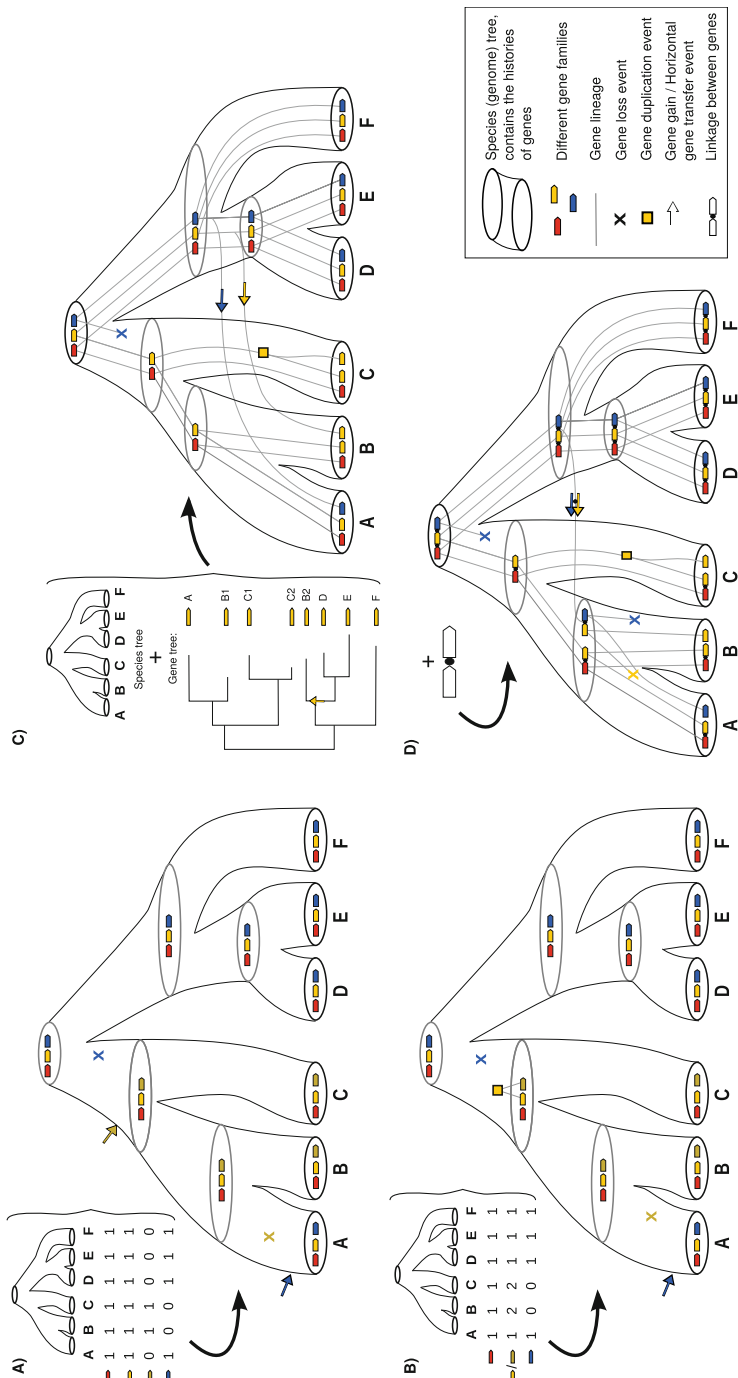 A)
A B C D E F
1 1 1 1 1 1
1 1 1 1 1 1
0 1 1 0 0 0
1 0 0 1 1 1
A B C D E F
B)
A B C D E F
1 1 1 1 1 1
/ 1 2 2 1 1 1
1 0 0 1 1 1
A B C D E F
C)
A B C D E F
Species tree
+
Gene tree:
A
B1
C1
C2
B2
D
E
F
A B C D E F
D)
+
A B C D E F
Species (genome) tree,
contains the histories
of genes
Different gene families
Gene lineage
Gene loss event
Gene duplication event
Gene gain / Horizontal
gene transfer event
Linkage between genes